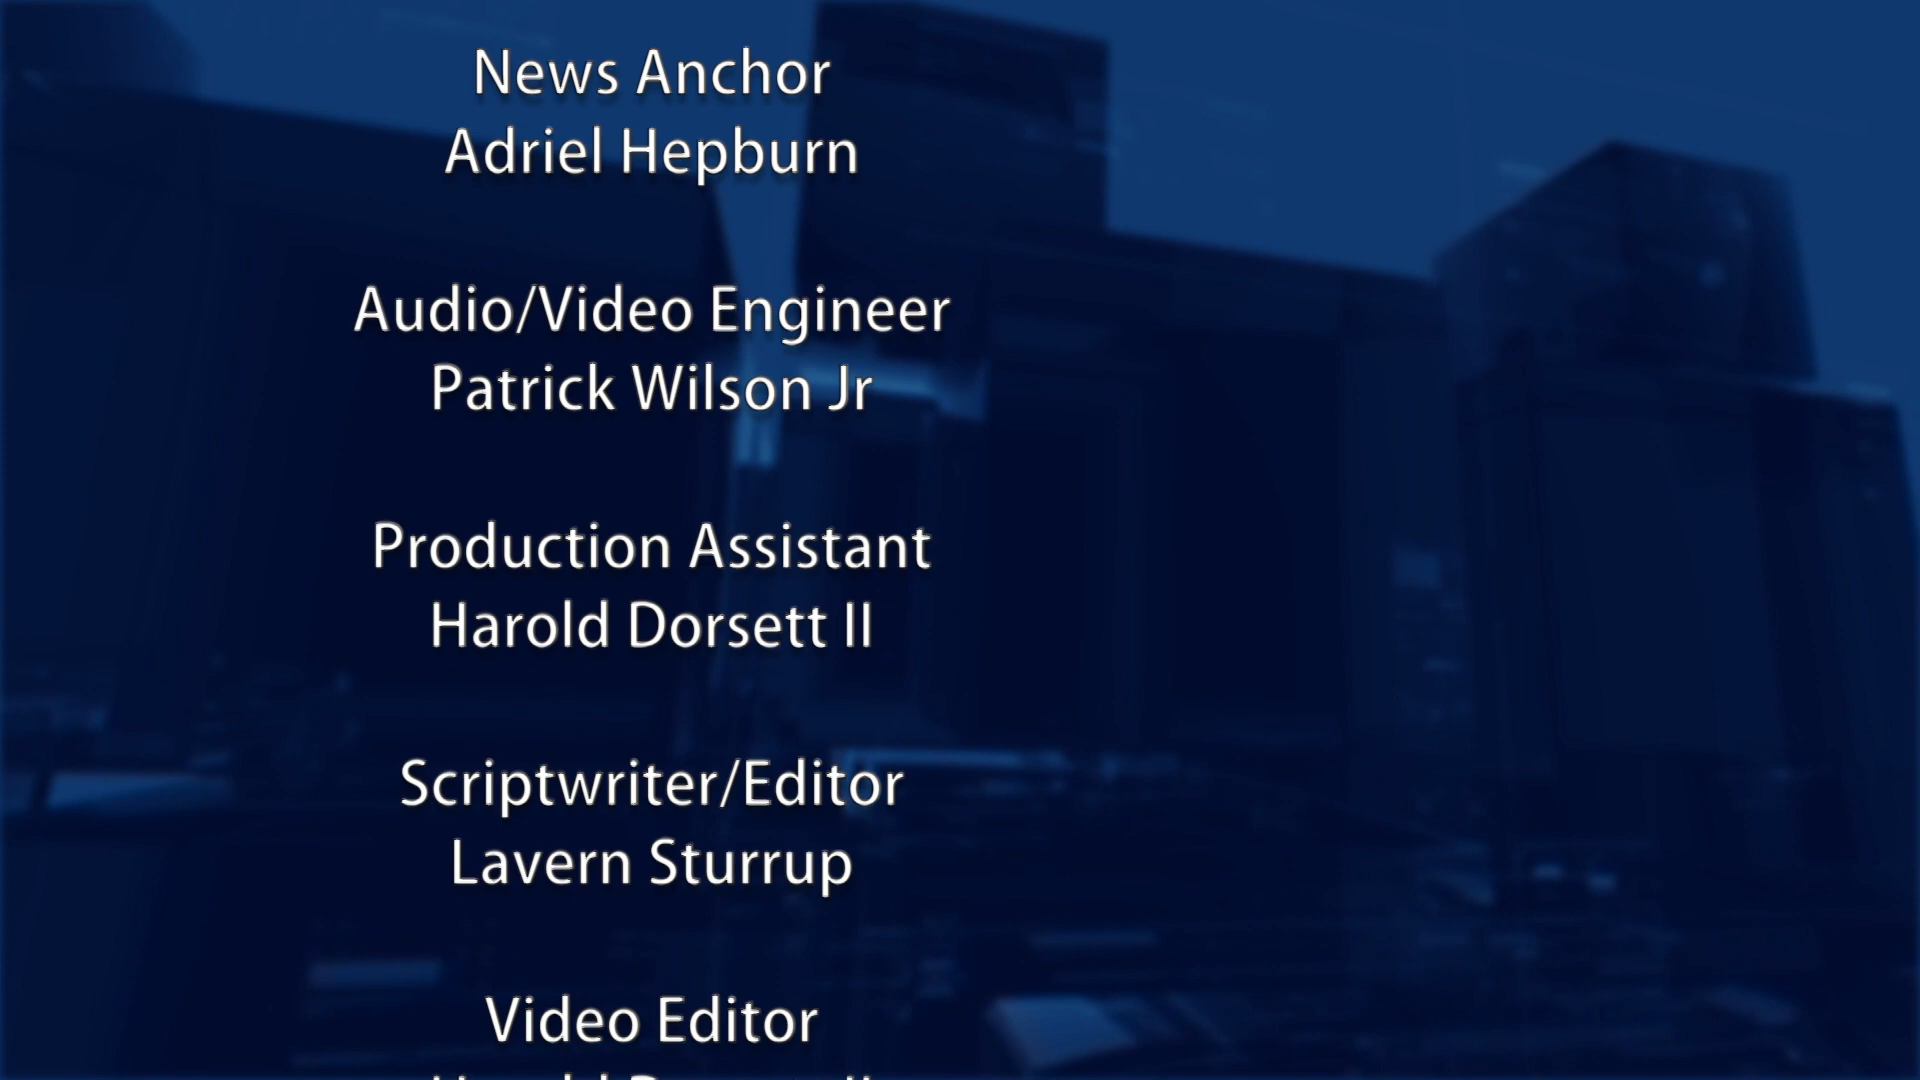 News Anchor
Adriel Hepburn
Audio/Video Engineer
Patrick Wilson Jr
Production Assistant
Harold Dorsett II
Scriptwriter/Editor
Lavern Sturrup
Video Editor